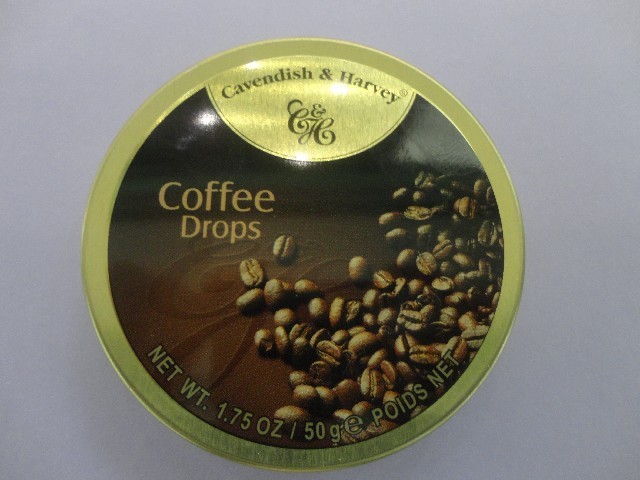 Cavendish & Harvey®
C&H
Coffee
Drops
NET WT. 1.75 OZ / 50 g ℮ POIDS NET